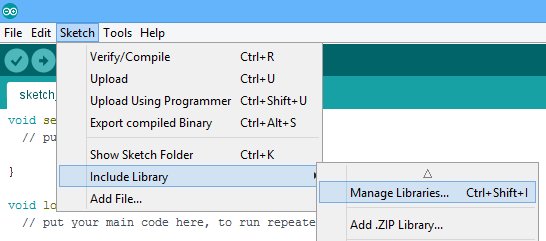 File Edit Sketch Tools Help
Verify/Compile Ctrl+R
Upload Ctrl+U
Upload Using Programmer Ctrl+Shift+U
Export compiled Binary Ctrl+Alt+S
Show Sketch Folder Ctrl+K
Include Library
Manage Libraries... Ctrl+Shift+I
Add File...
Add .ZIP Library...
sketch_
void se
// pu
}
void lo
// put your main code here, to run repeate